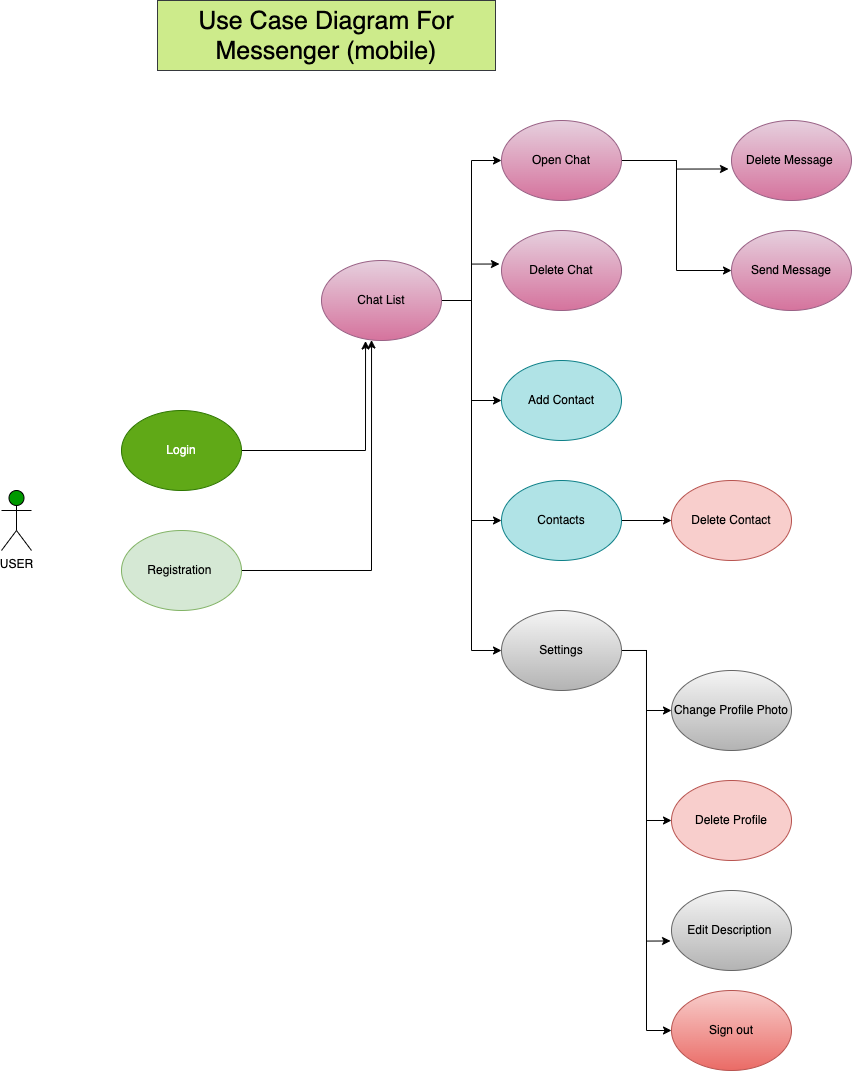 Use Case Diagram For
Messenger (mobile)
Open Chat
Delete Message
Delete Chat
Send Message
Chat List
Add Contact
Login
Contacts
Delete Contact
USER
Registration
Settings
Change Profile Photo
Delete Profile
Edit Description
Sign out